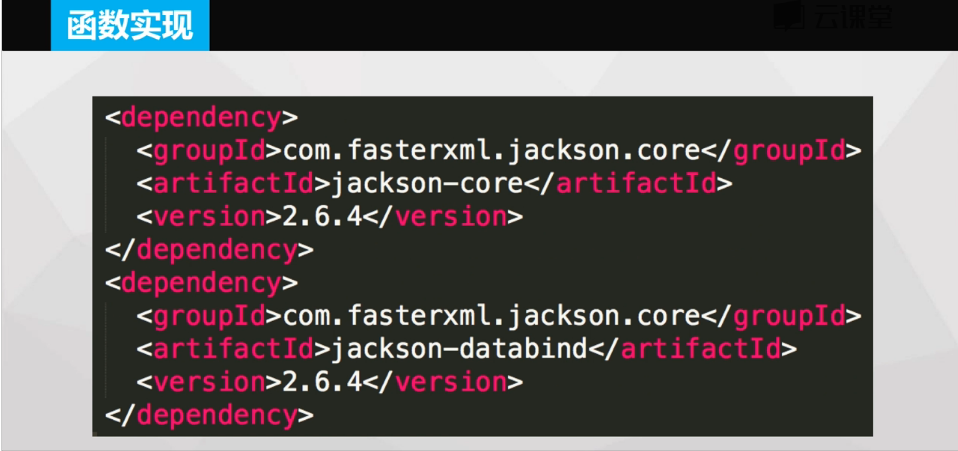 函数实现
云课堂
<dependency>
  <groupId>com.fasterxml.jackson.core</groupId>
  <artifactId>jackson-core</artifactId>
  <version>2.6.4</version>
</dependency>
<dependency>
  <groupId>com.fasterxml.jackson.core</groupId>
  <artifactId>jackson-databind</artifactId>
  <version>2.6.4</version>
</dependency>